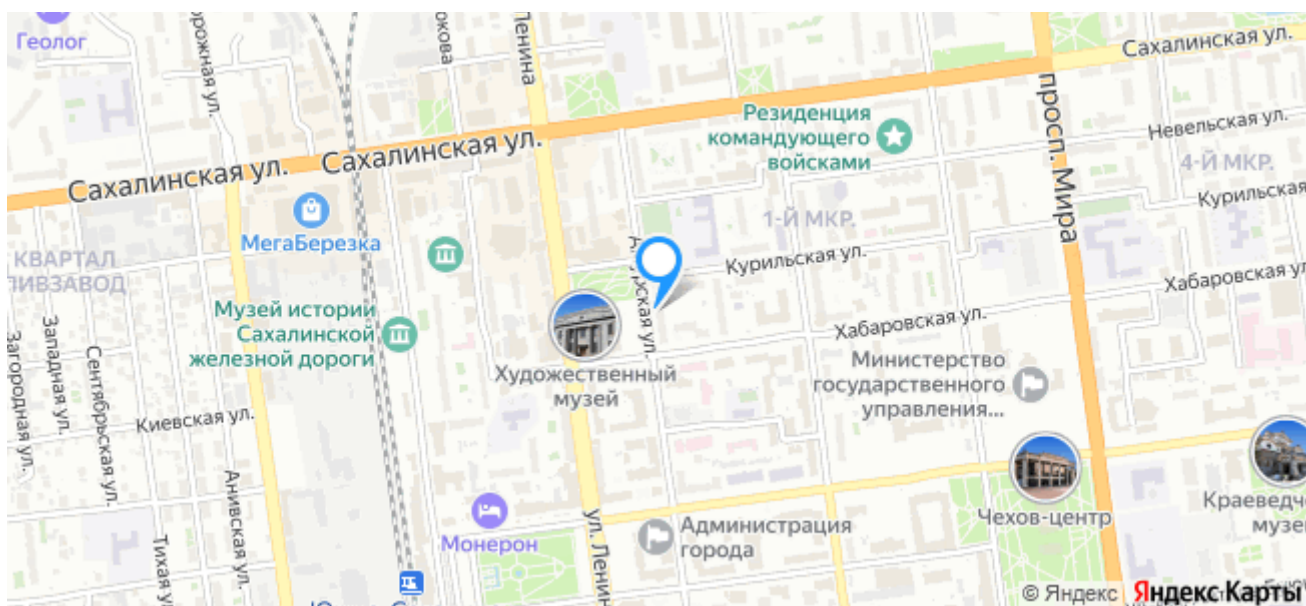 Геолог
Ленина
Сахалинская ул.
просп. Мира
Резиденция
командующего
войсками
Невельская ул.
4-Й МКР.
Сахалинская ул.
Сахалинская ул.
Курильская
1-Й МКР.
МегаБерезка
КВАРТАЛ
Курильская ул.
Хабаровская ул
Музей истории
Сахалинской
железной дороги
Хабаровская ул.
Загородная ул.
Западная ул.
Сентябрьская ул.
Киевская ул.
Художественный
музей
Министерство
государственного
управления...
Анивская ул.
Тихая ул
Монерон
ул. Ленин
Администрация
города
Чехов-центр
Краеведч
музе
© Яндекс Яндекс Карты